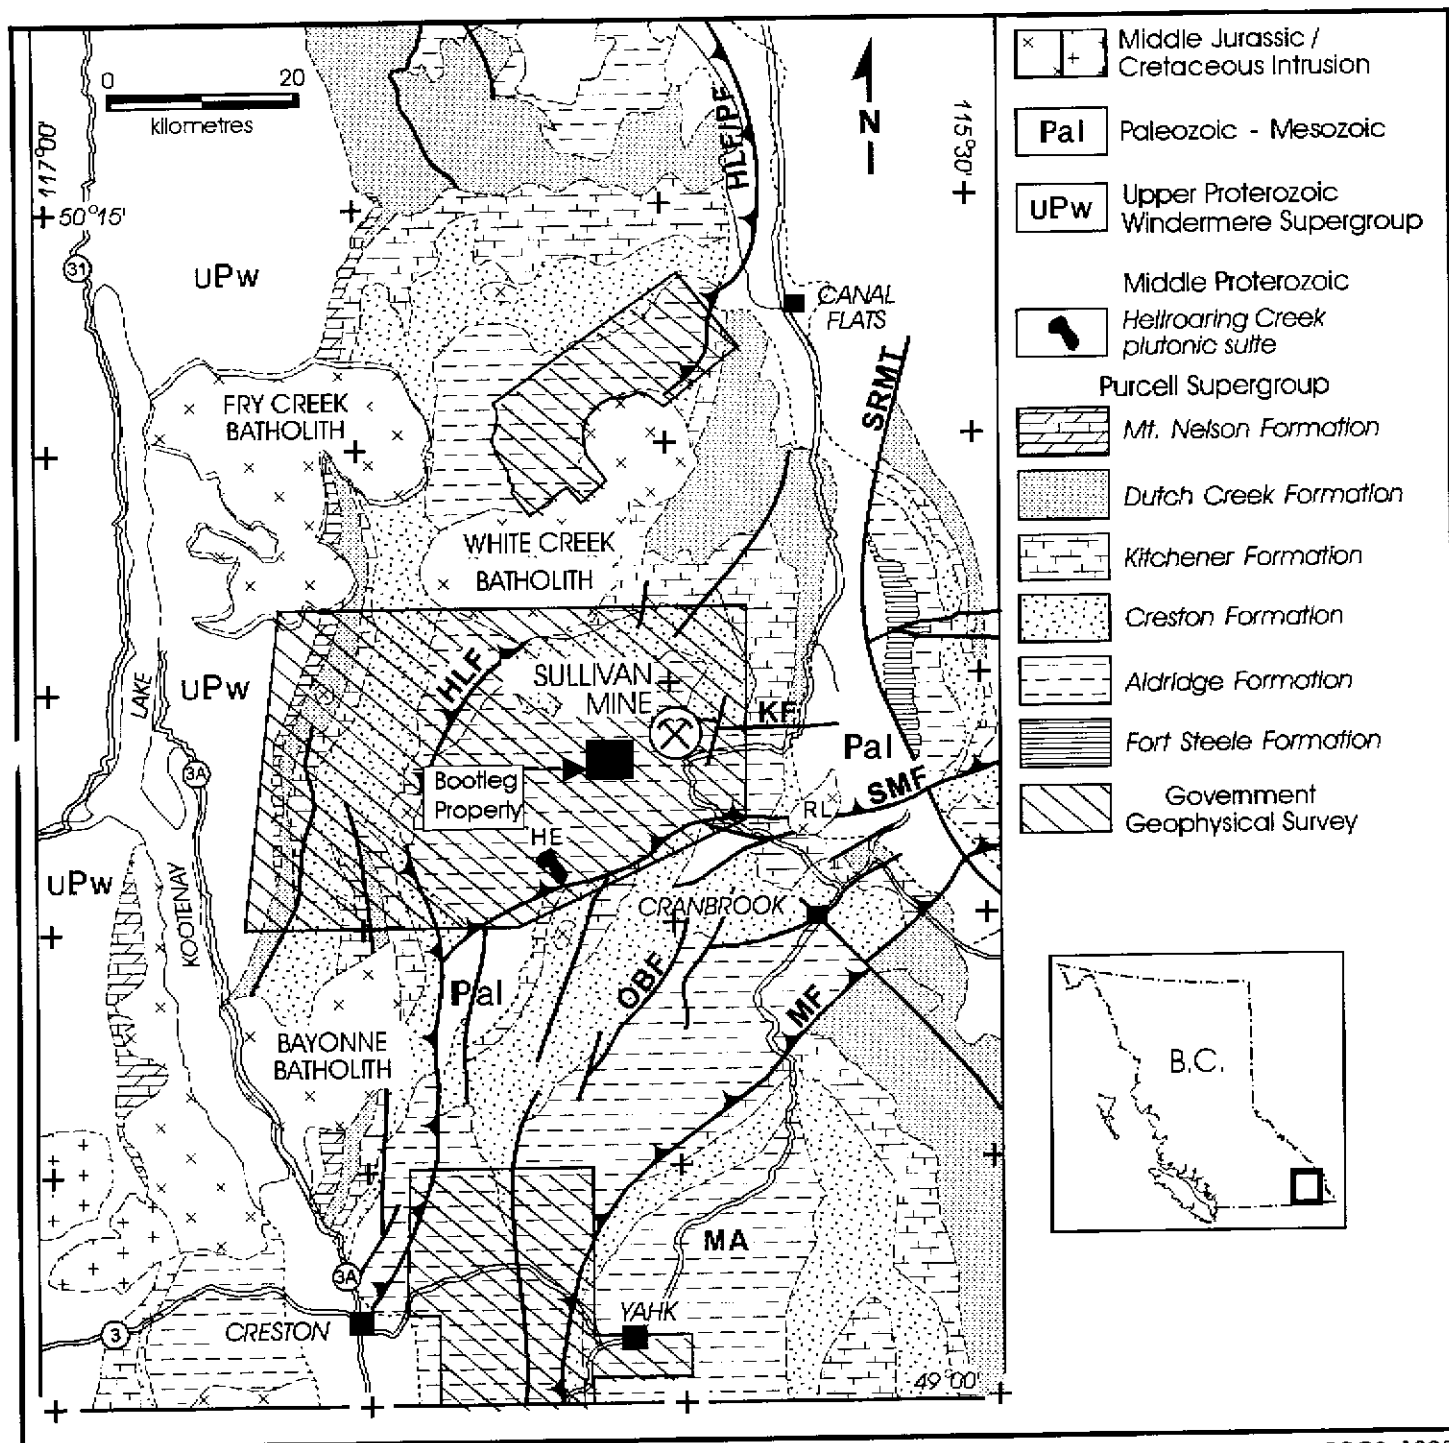 0 20
kilometres
117°00'
50°15'
HLF/PF
N
115°30'
31
UPw
CANAL
FLATS
SRMT
FRY CREEK
BATHOLITH
WHITE CREEK
BATHOLITH
LAKE
UPw
HLF
SULLIVAN
MINE
KF
Pal
3A
Bootleg
Property
SMF
RL
HE
UPw
KOOTENAY
CRANBROOK
Pal
OBF
MF
BAYONNE
BATHOLITH
MA
3A
3
CRESTON
YAHK
49°00'
Middle Jurassic /
Cretaceous Intrusion
Pal
Paleozoic - Mesozoic
UPw
Upper Proterozoic
Windermere Supergroup
Middle Proterozoic
Hellroaring Creek
plutonic suite
Purcell Supergroup
Mt. Nelson Formation
Dutch Creek Formation
Kitchener Formation
Creston Formation
Aldridge Formation
Fort Steele Formation
Government
Geophysical Survey
B.C.